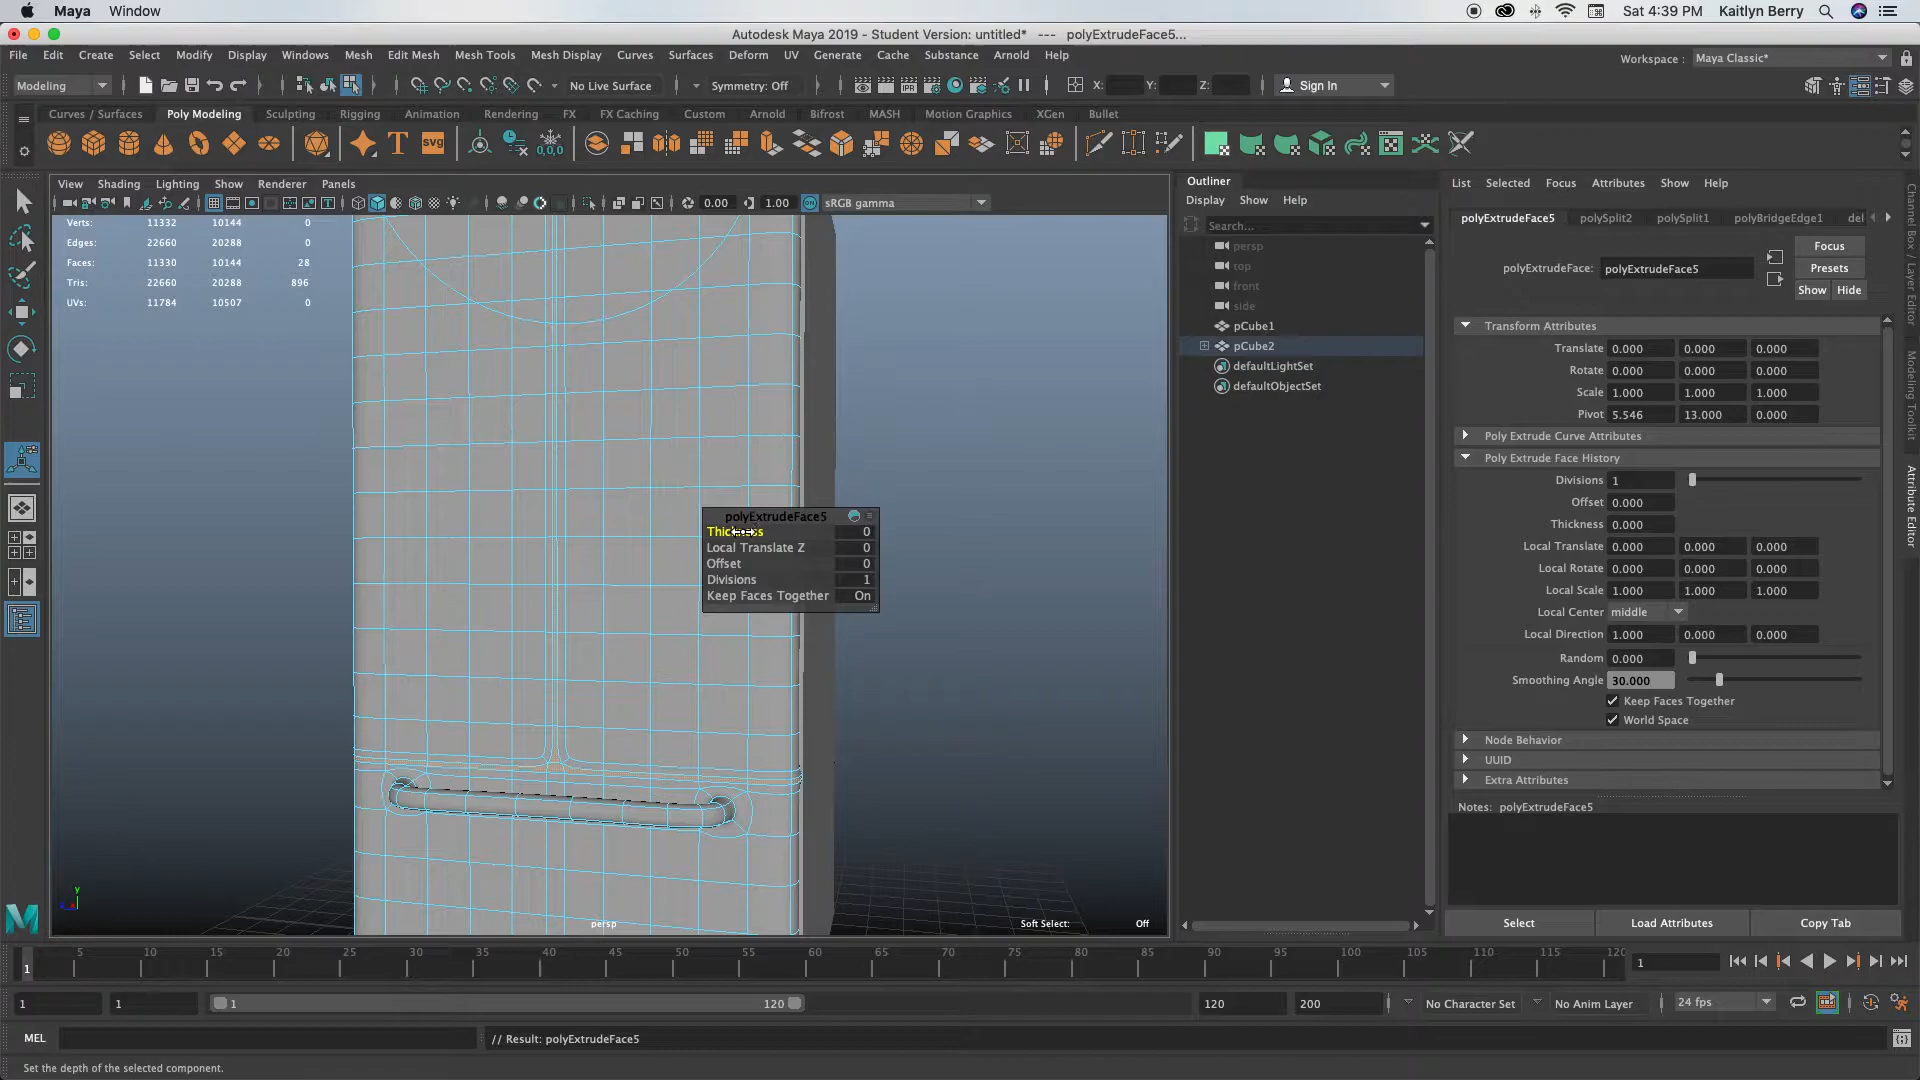 Maya Window Sat 4:39 PM Kaitlyn Berry
Autodesk Maya 2019 - Student Version: untitled* --- polyExtrudeFace5...
File Edit Create Select Modify Display Windows Mesh Edit Mesh Mesh Tools Mesh Display Curves Surfaces Deform UV Generate Cache Substance Arnold Help
Workspace : Maya Classic*
Modeling No Live Surface Symmetry: Off X: Y: Z: Sign In
Curves / Surfaces Poly Modeling Sculpting Rigging Animation Rendering FX FX Caching Custom Arnold Bifrost MASH Motion Graphics XGen Bullet
T SVG 0,0,0
View Shading Lighting Show Renderer Panels
0.00 1.00 sRGB gamma
Verts: 11332 10144 0
Edges: 22660 20288 0
Faces: 11330 10144 28
Tris: 22660 20288 896
UVs: 11784 10507 0
polyExtrudeFace5
Thickness 0
Local Translate Z 0
Offset 0
Divisions 1
Keep Faces Together On
y
persp
Soft Select: Off
Outliner
Display Show Help
Search...
persp
top
front
side
pCube1
pCube2
defaultLightSet
defaultObjectSet
List Selected Focus Attributes Show Help
polyExtrudeFace5 polySplit2 polySplit1 polyBridgeEdge1 del
polyExtrudeFace: polyExtrudeFace5
Focus
Presets
Show Hide
Transform Attributes
Translate 0.000 0.000 0.000
Rotate 0.000 0.000 0.000
Scale 1.000 1.000 1.000
Pivot 5.546 13.000 0.000
Poly Extrude Curve Attributes
Poly Extrude Face History
Divisions 1
Offset 0.000
Thickness 0.000
Local Translate 0.000 0.000 0.000
Local Rotate 0.000 0.000 0.000
Local Scale 1.000 1.000 1.000
Local Center middle
Local Direction 1.000 0.000 0.000
Random 0.000
Smoothing Angle 30.000
Keep Faces Together
World Space
Node Behavior
UUID
Extra Attributes
Notes: polyExtrudeFace5
Select Load Attributes Copy Tab
Channel Box / Layer Editor
Modeling Toolkit
Attribute Editor
1 5 10 15 20 25 30 35 40 45 50 55 60 65 70 75 80 85 90 95 100 105 110 115 120 1
1 1 1 120 120 200 No Character Set No Anim Layer 24 fps
MEL // Result: polyExtrudeFace5
Set the depth of the selected component.